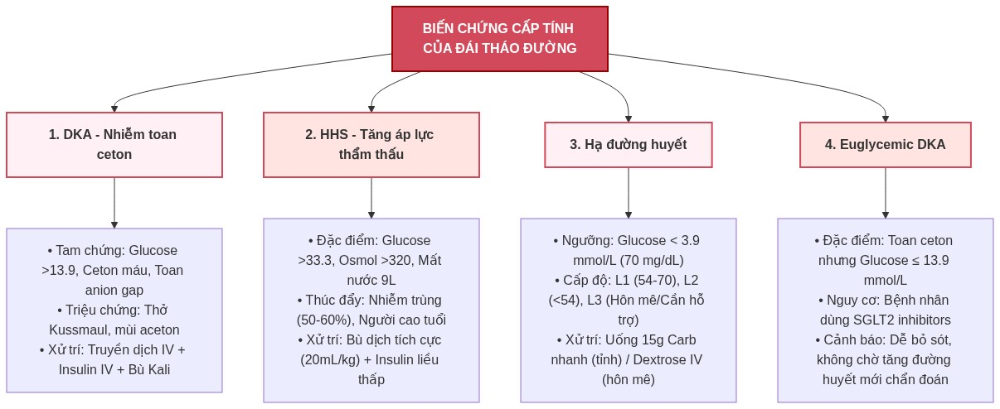 BIẾN CHỨNG CẤP TÍNH
CỦA ĐÁI THÁO ĐƯỜNG
1. DKA - Nhiễm toan
ceton
2. HHS - Tăng áp lực
thẩm thấu
3. Hạ đường huyết
4. Euglycemic DKA
• Tam chứng: Glucose
>13.9, Ceton máu, Toan
anion gap
• Triệu chứng: Thở
Kussmaul, mùi aceton
• Xử trí: Truyền dịch IV +
Insulin IV + Bù Kali
• Đặc điểm: Glucose
>33.3, Osmol >320, Mất
nước 9L
• Thúc đẩy: Nhiễm trùng
(50-60%), Người cao tuổi
• Xử trí: Bù dịch tích cực
(20mL/kg) + Insulin liều
thấp
• Ngưỡng: Glucose < 3.9
mmol/L (70 mg/dL)
• Cấp độ: L1 (54-70), L2
(<54), L3 (Hôn mê/Cần hỗ
trợ)
• Xử trí: Uống 15g Carb
nhanh (tỉnh) / Dextrose IV
(hôn mê)
• Đặc điểm: Toan ceton
nhưng Glucose ≤ 13.9
mmol/L
• Nguy cơ: Bệnh nhân
dùng SGLT2 inhibitors
• Cảnh báo: Dễ bỏ sót,
không chờ tăng đường
huyết mới chẩn đoán